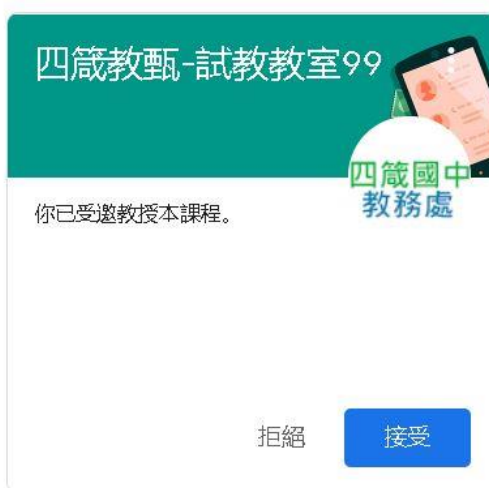 四箴教甄-試教教室99
四箴國中
教務處
你已受邀教授本課程。
拒絕
接受